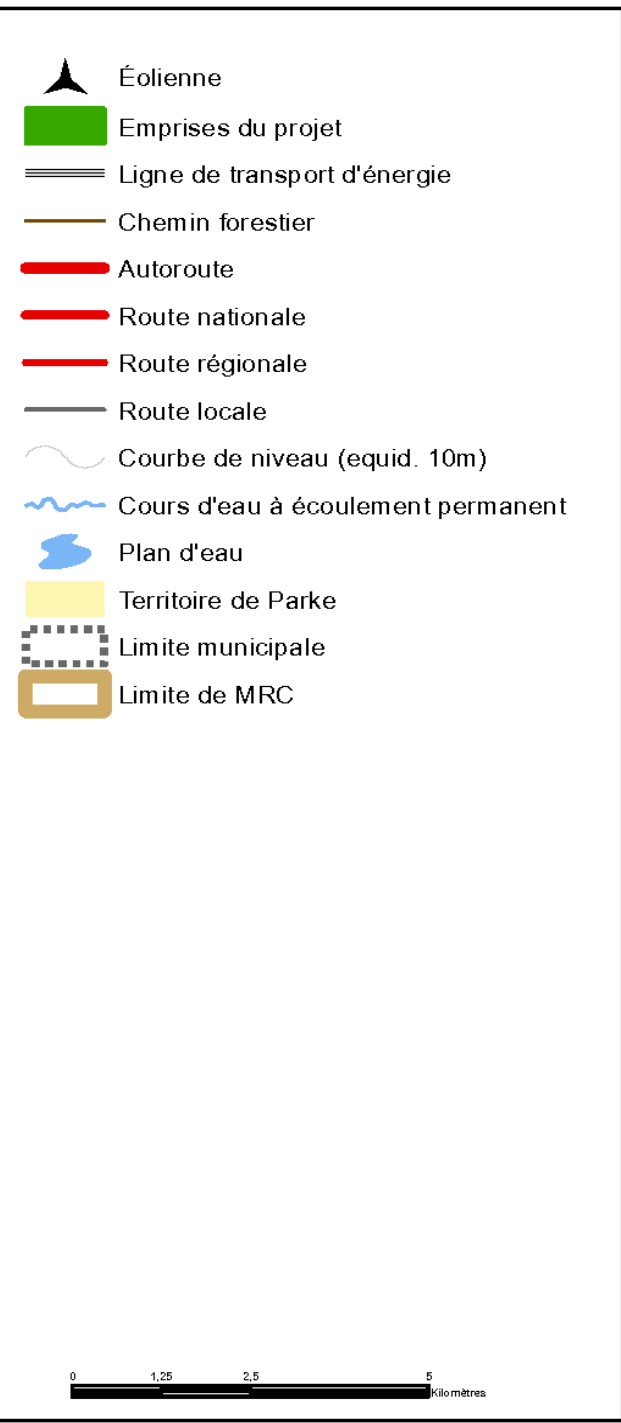 Éolienne
Emprises du projet
Ligne de transport d'énergie
Chemin forestier
Autoroute
Route nationale
Route régionale
Route locale
Courbe de niveau (equid. 10m)
Cours d'eau à écoulement permanent
Plan d'eau
Territoire de Parke
Limite municipale
Limite de MRC
0 1,25 2,5 5
Kilomètres